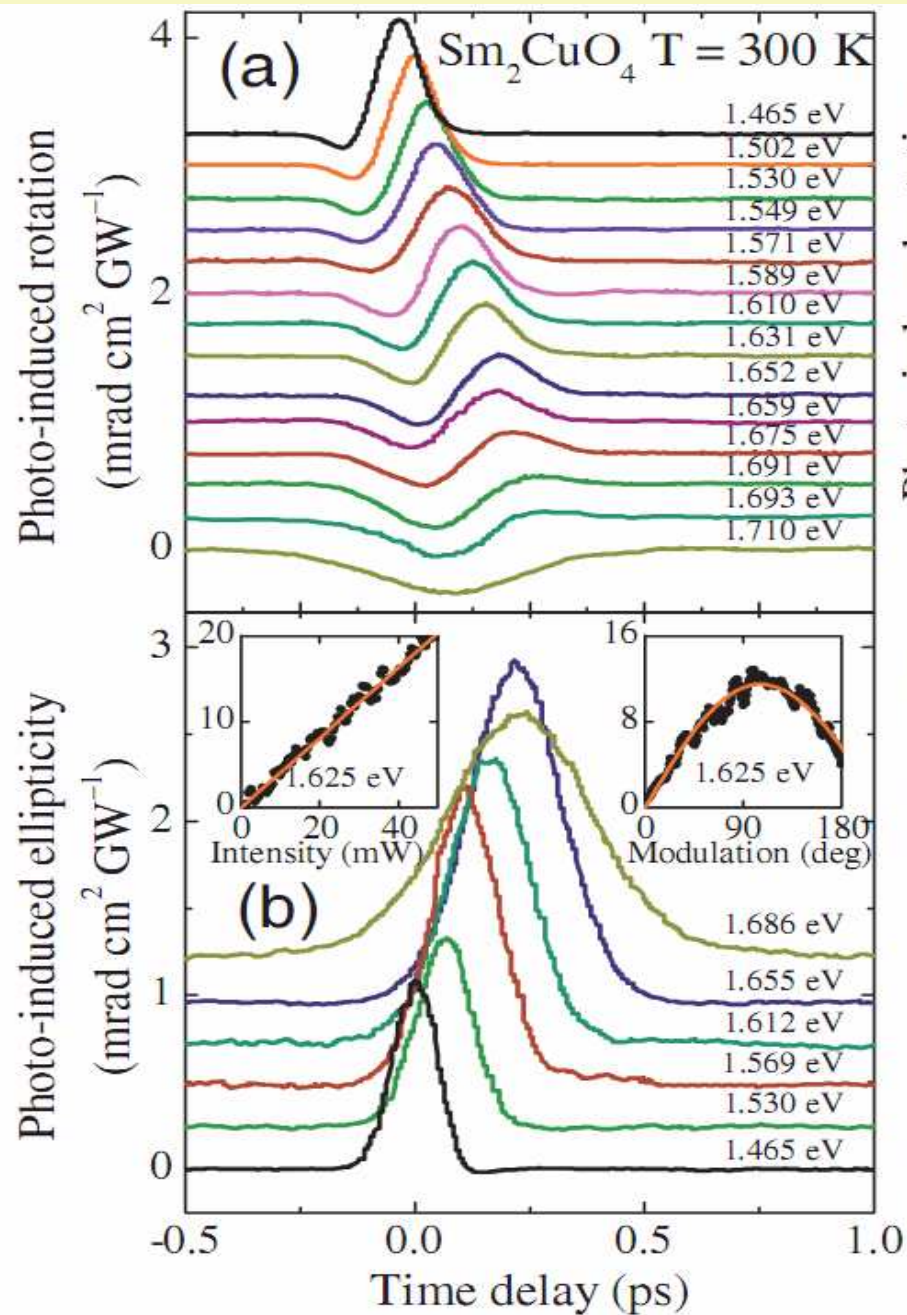 Photo-induced rotation
(mrad cm² GW⁻¹)
4
2
0
(a)
Sm₂CuO₄ T = 300 K
1.465 eV
1.502 eV
1.530 eV
1.549 eV
1.571 eV
1.589 eV
1.610 eV
1.631 eV
1.652 eV
1.659 eV
1.675 eV
1.691 eV
1.693 eV
1.710 eV
Photo-induced ellipticity
(mrad cm² GW⁻¹)
3
2
1
0
20
10
0
1.625 eV
0 20 40
Intensity (mW)
16
8
0
1.625 eV
0 90 180
Modulation (deg)
(b)
1.686 eV
1.655 eV
1.612 eV
1.569 eV
1.530 eV
1.465 eV
-0.5 0.0 0.5 1.0
Time delay (ps)